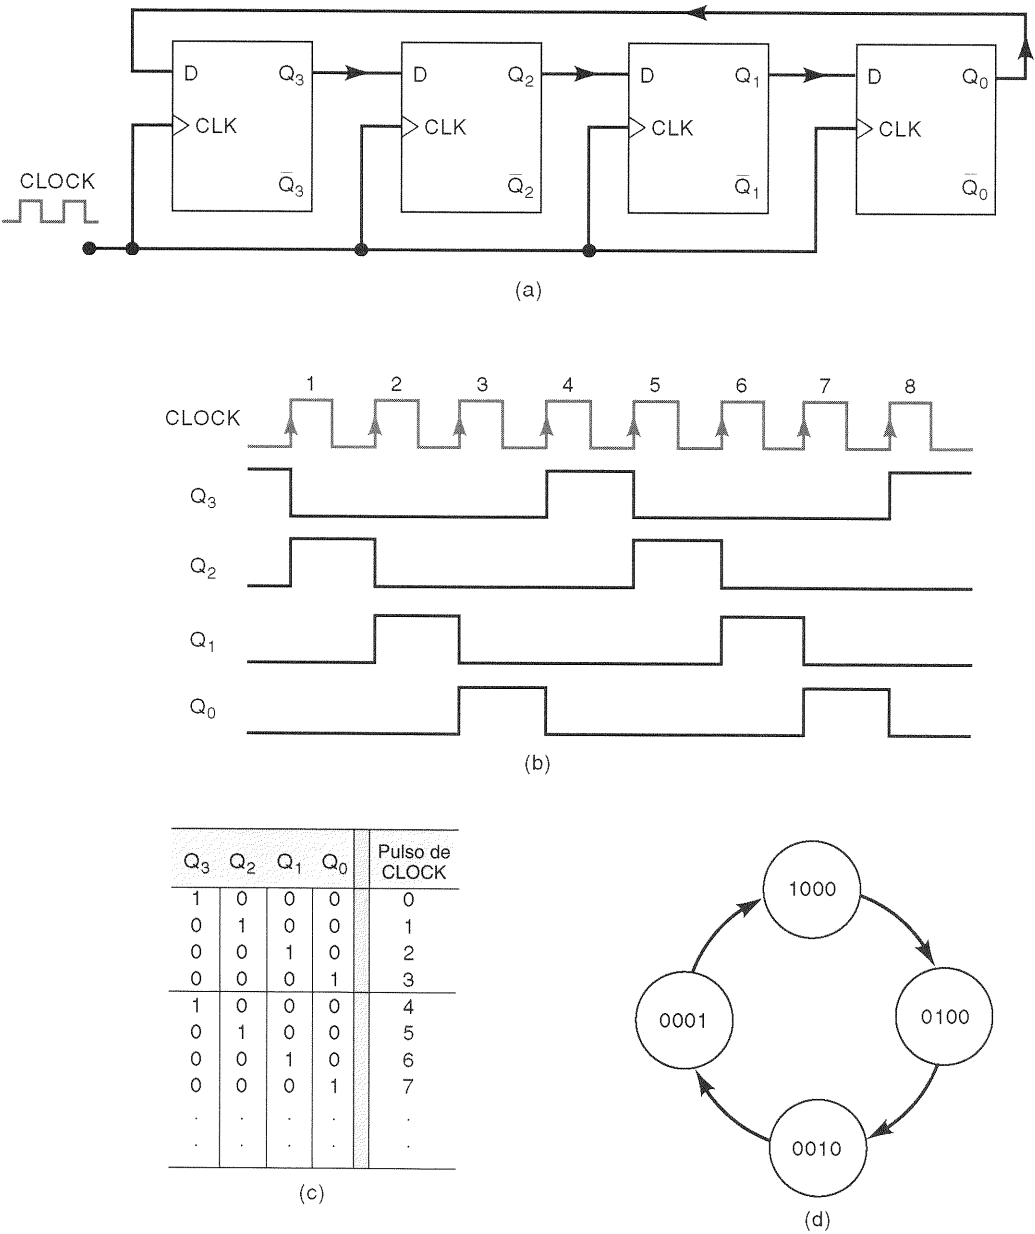 D Q3 D Q2 D Q1 D Q0
CLK CLK CLK CLK
CLOCK
Q̅3 Q̅2 Q̅1 Q̅0
(a)
1 2 3 4 5 6 7 8
CLOCK
Q3
Q2
Q1
Q0
(b)
Q3 Q2 Q1 Q0 Pulso de CLOCK
1 0 0 0 0
0 1 0 0 1
0 0 1 0 2
0 0 0 1 3
1 0 0 0 4
0 1 0 0 5
0 0 1 0 6
0 0 0 1 7
. . . . .
. . . . .
(c)
1000
0001
0100
0010
(d)